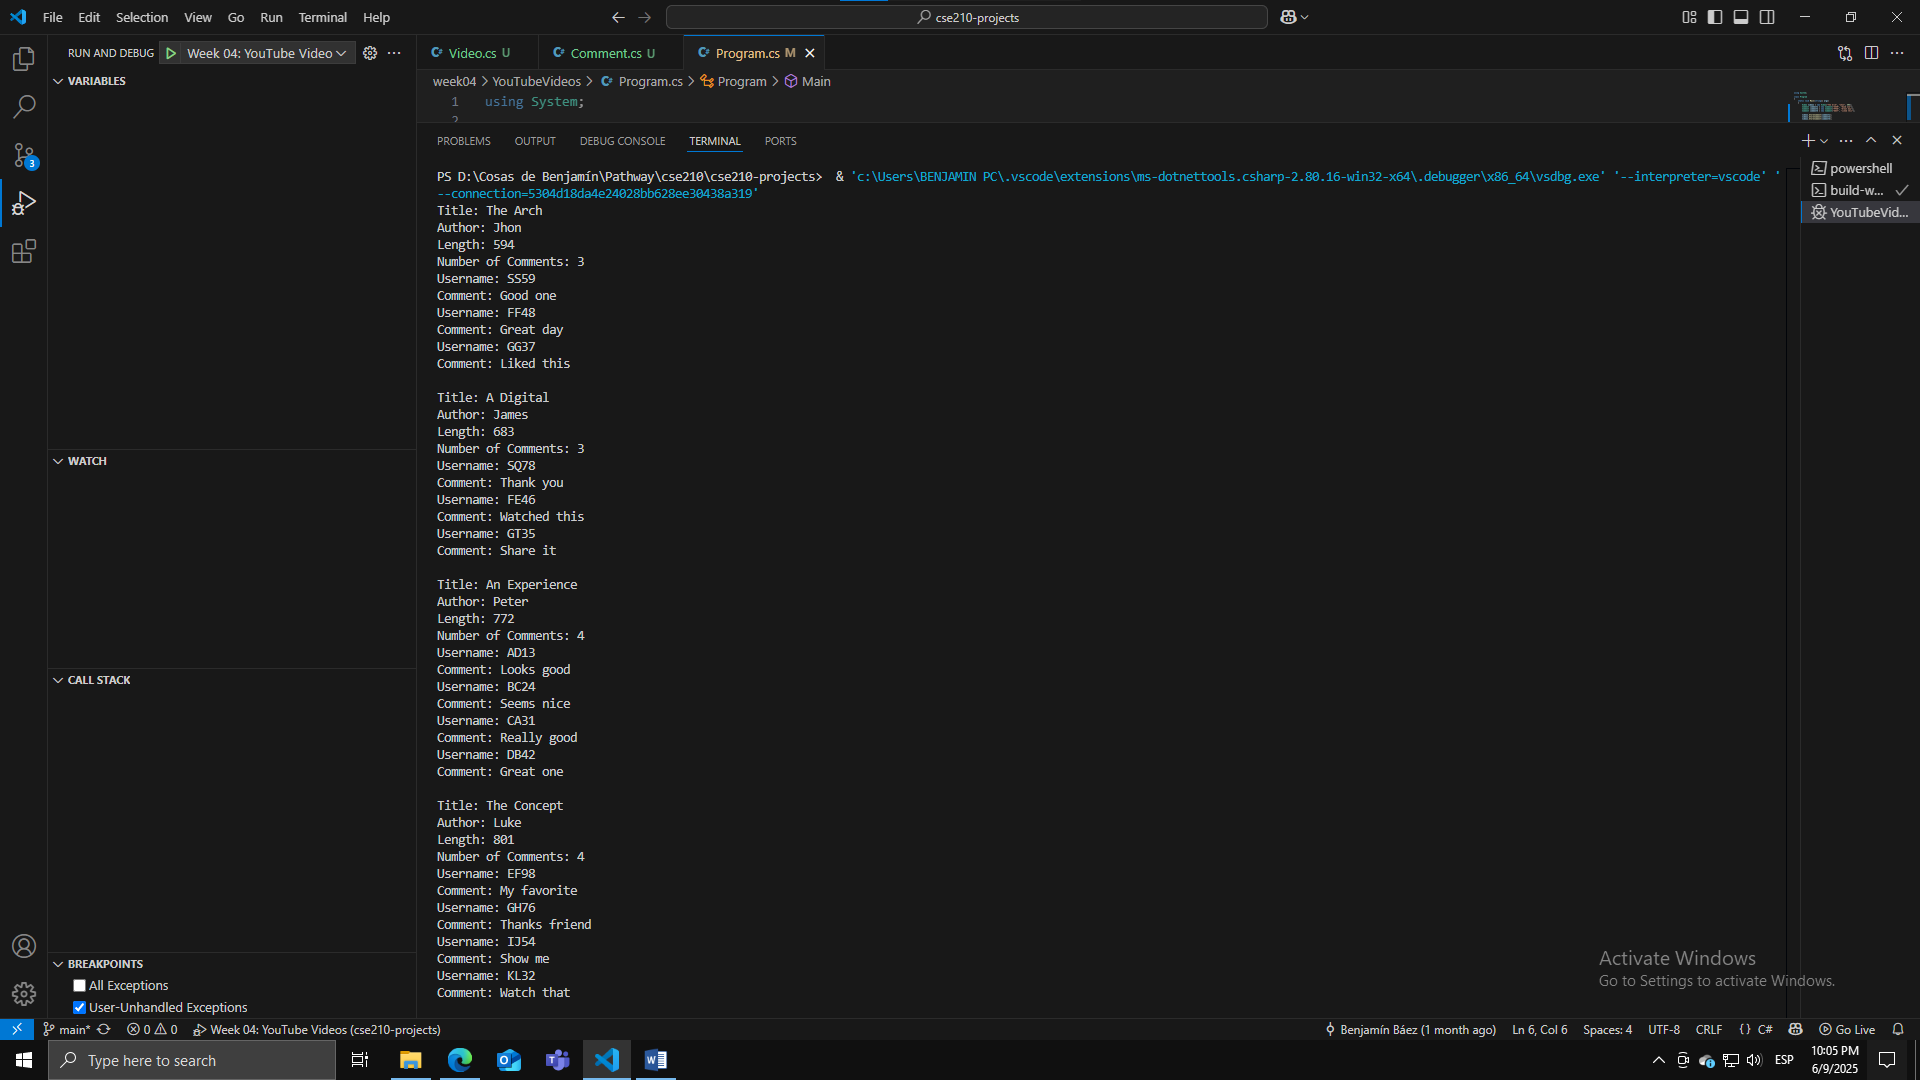 File Edit Selection View Go Run Terminal Help
cse210-projects
RUN AND DEBUG Week 04: YouTube Video
Video.cs U Comment.cs U Program.cs M
VARIABLES
week04 > YouTubeVideos > Program.cs > Program > Main
1 using System;
2
PROBLEMS OUTPUT DEBUG CONSOLE TERMINAL PORTS
PS D:\Cosas de Benjamín\Pathway\cse210\cse210-projects> & 'c:\Users\BENJAMIN PC\.vscode\extensions\ms-dotnettools.csharp-2.80.16-win32-x64\.debugger\x86_64\vsdbg.exe' '--interpreter=vscode' '
--connection=5304d18da4e24028bb628ee30438a319'
Title: The Arch
Author: Jhon
Length: 594
Number of Comments: 3
Username: SS59
Comment: Good one
Username: FF48
Comment: Great day
Username: GG37
Comment: Liked this
Title: A Digital
Author: James
Length: 683
Number of Comments: 3
Username: SQ78
Comment: Thank you
Username: FE46
Comment: Watched this
Username: GT35
Comment: Share it
Title: An Experience
Author: Peter
Length: 772
Number of Comments: 4
Username: AD13
Comment: Looks good
Username: BC24
Comment: Seems nice
Username: CA31
Comment: Really good
Username: DB42
Comment: Great one
Title: The Concept
Author: Luke
Length: 801
Number of Comments: 4
Username: EF98
Comment: My favorite
Username: GH76
Comment: Thanks friend
Username: IJ54
Comment: Show me
Username: KL32
Comment: Watch that
powershell
build-w...
YouTubeVid...
WATCH
CALL STACK
BREAKPOINTS
All Exceptions
User-Unhandled Exceptions
3
Activate Windows
Go to Settings to activate Windows.
main* 0 0 Week 04: YouTube Videos (cse210-projects)
Benjamín Báez (1 month ago) Ln 6, Col 6 Spaces: 4 UTF-8 CRLF {} C# Go Live
Type here to search
ESP
10:05 PM
6/9/2025